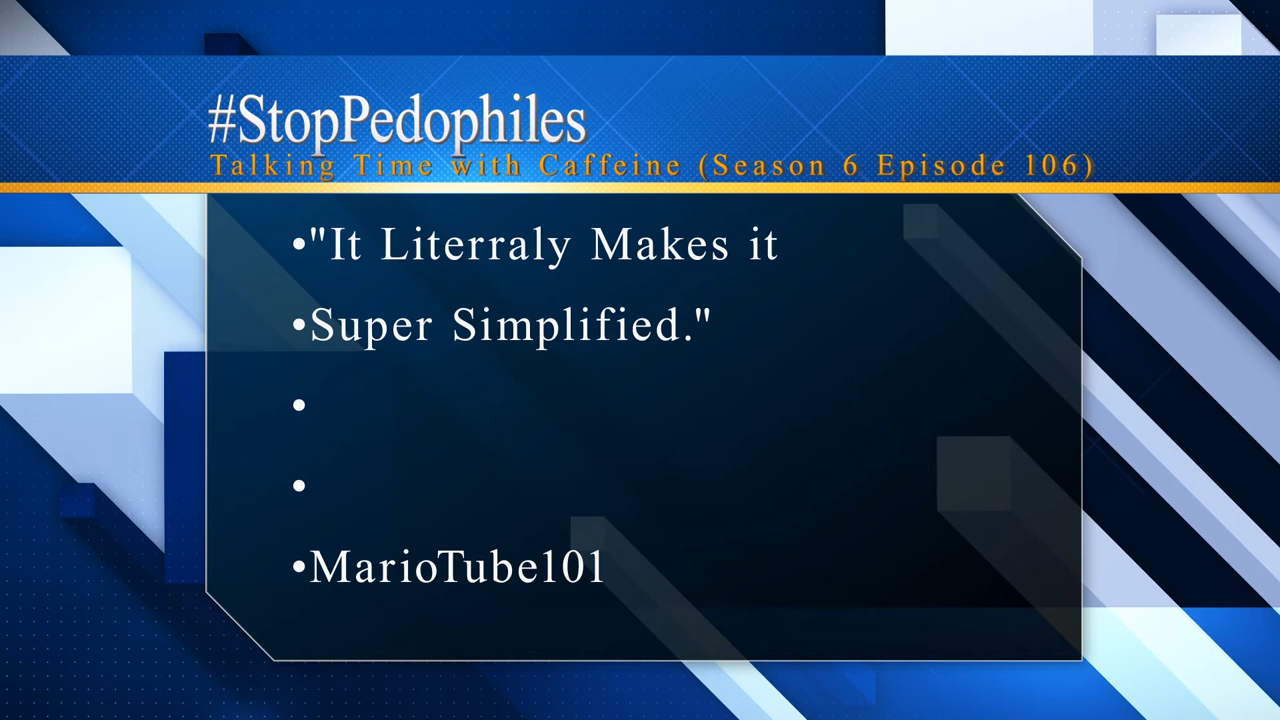 #StopPedophiles
Talking Time with Caffeine (Season 6 Episode 106)
•"It Literraly Makes it
•Super Simplified."
•
•
•MarioTube101